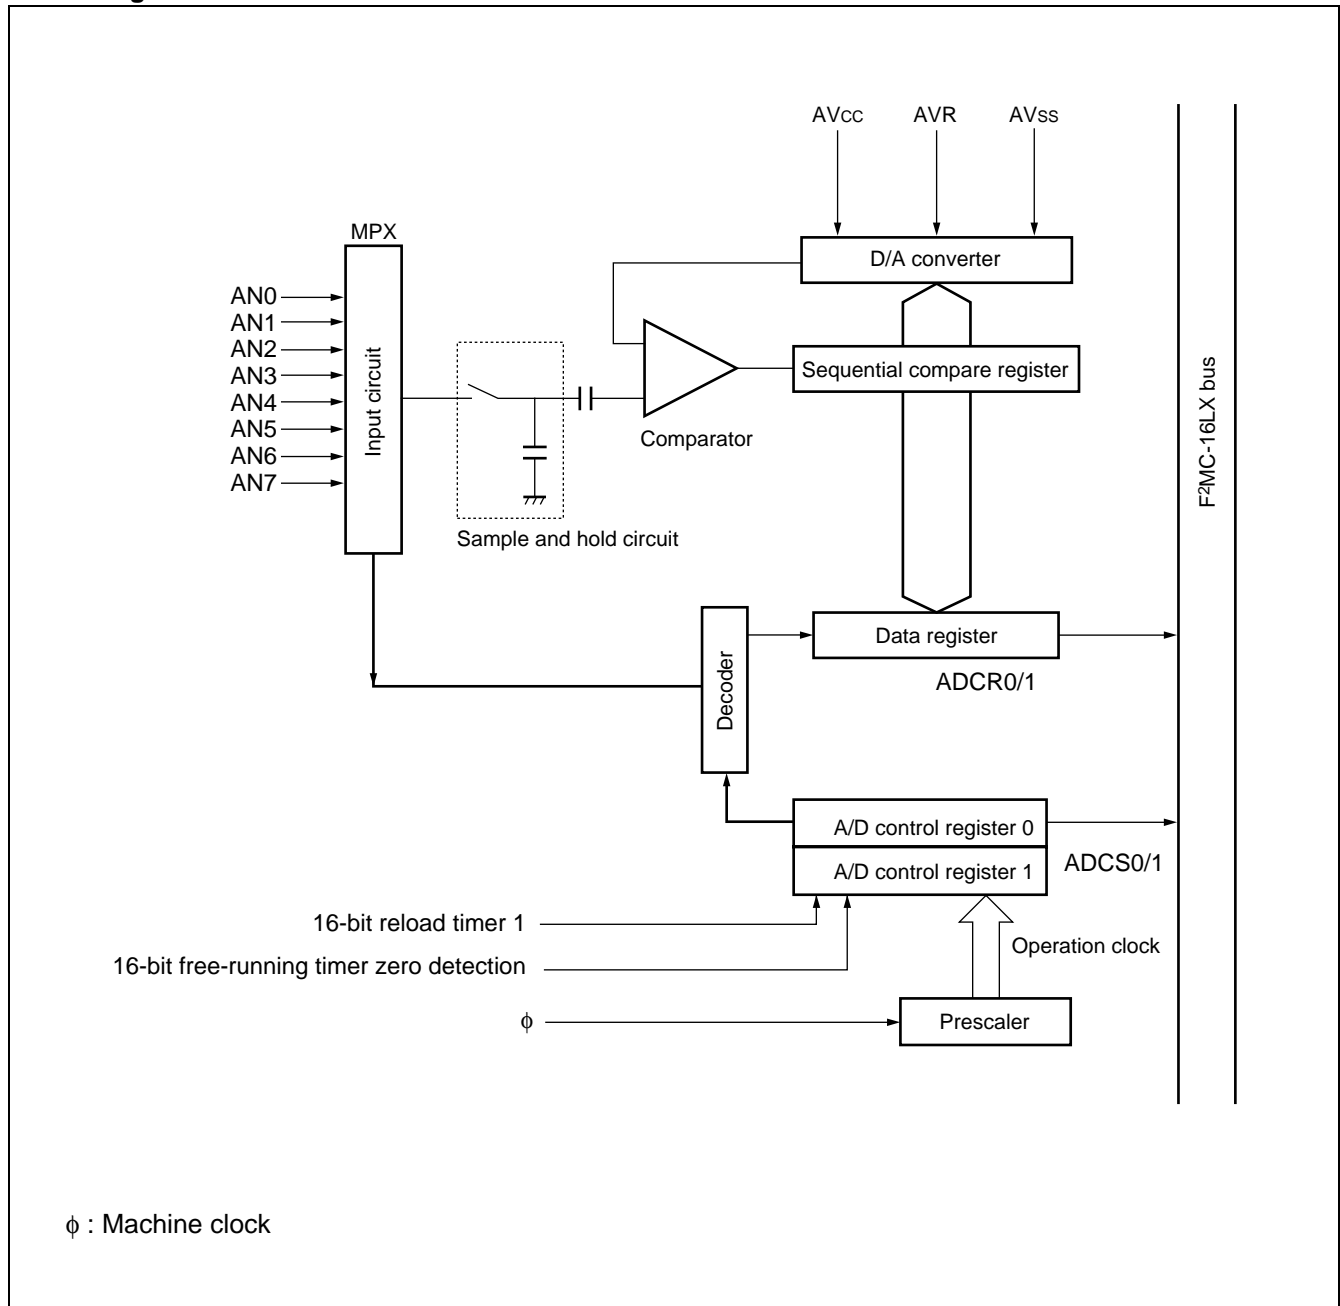 AVCC AVR AVSS
MPX
D/A converter
AN0
AN1
AN2
AN3
AN4
AN5
AN6
AN7
Input circuit
Sequential compare register
Comparator
F²MC-16LX bus
Sample and hold circuit
Decoder
Data register
ADCR0/1
A/D control register 0
A/D control register 1
ADCS0/1
16-bit reload timer 1
Operation clock
16-bit free-running timer zero detection
ϕ
Prescaler
ϕ : Machine clock